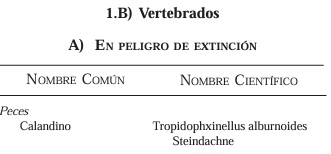 1.B) Vertebrados
A) EN PELIGRO DE EXTINCIÓN
NOMBRE COMÚN NOMBRE CIENTÍFICO
Peces
Calandino Tropidophxinellus alburnoides
Steindachne